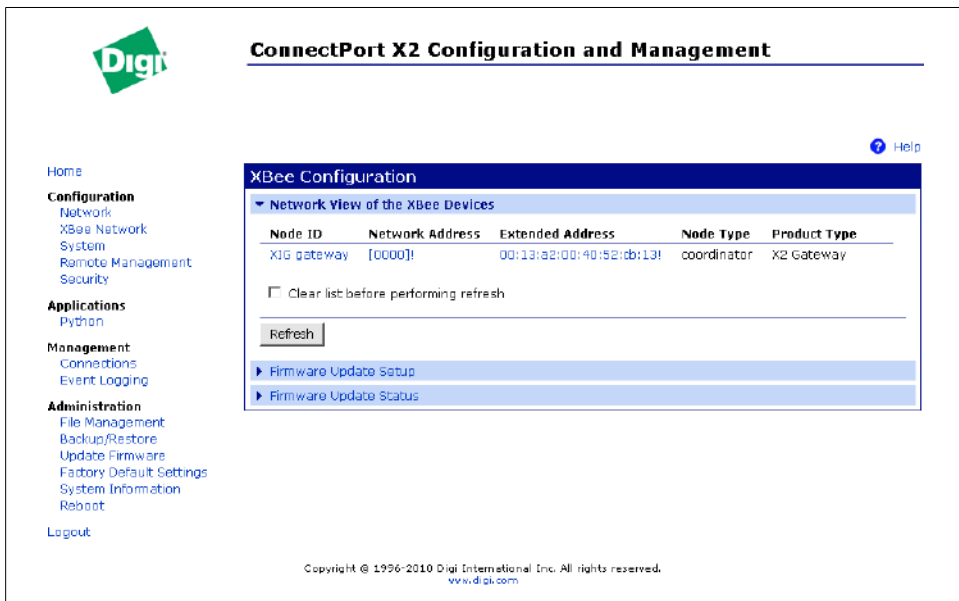 Digi
ConnectPort X2 Configuration and Management
Help
Home
Configuration
Network
XBee Network
System
Remote Management
Security
Applications
Python
Management
Connections
Event Logging
Administration
File Management
Backup/Restore
Update Firmware
Factory Default Settings
System Information
Reboot
Logout
XBee Configuration
Network View of the XBee Devices
Node ID Network Address Extended Address Node Type Product Type
XIG gateway [0000]! 00:13:a2:00:40:52:cb:13! coordinator X2 Gateway
Clear list before performing refresh
Refresh
Firmware Update Setup
Firmware Update Status
Copyright © 1996-2010 Digi International Inc. All rights reserved.
www.digi.com